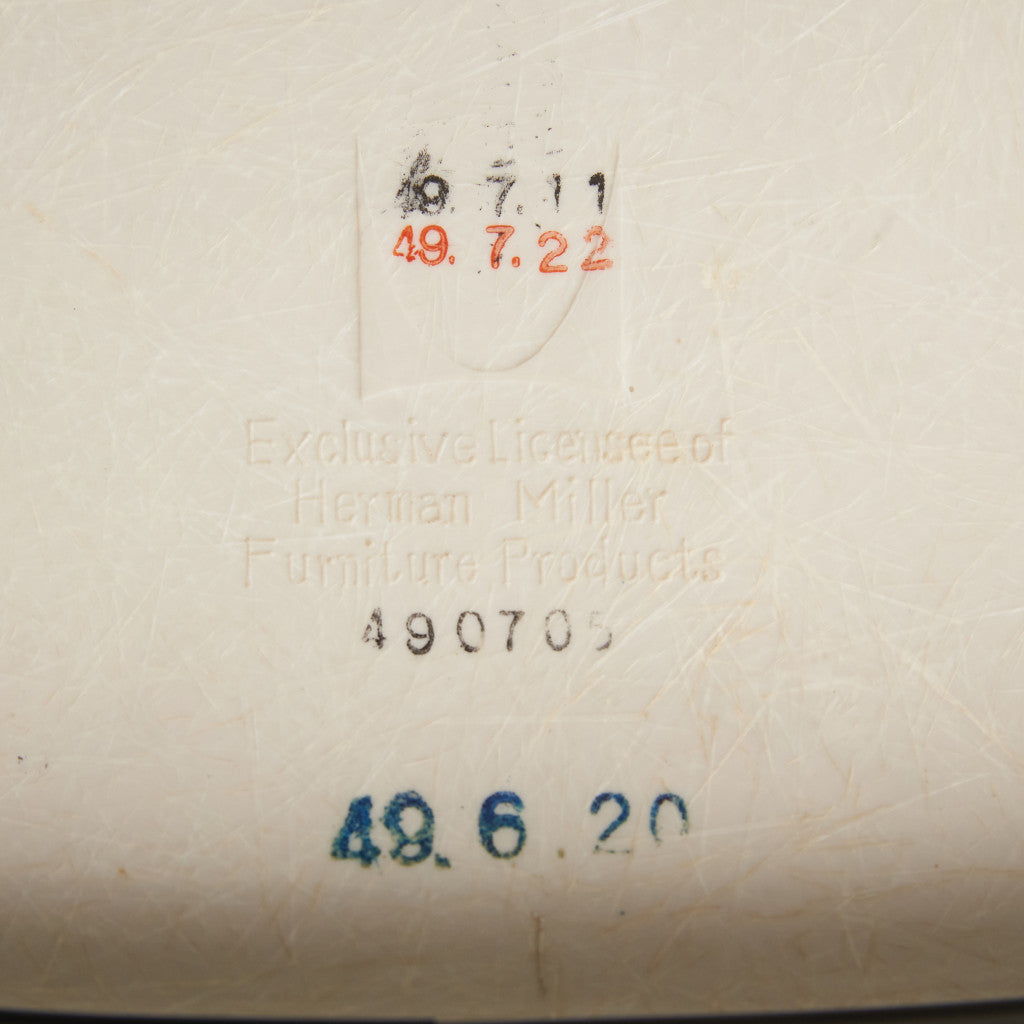 49. 7. 11
49. 7. 22
Exclusive Licensee of
Herman Miller
Furniture Products
490705
49. 6. 20